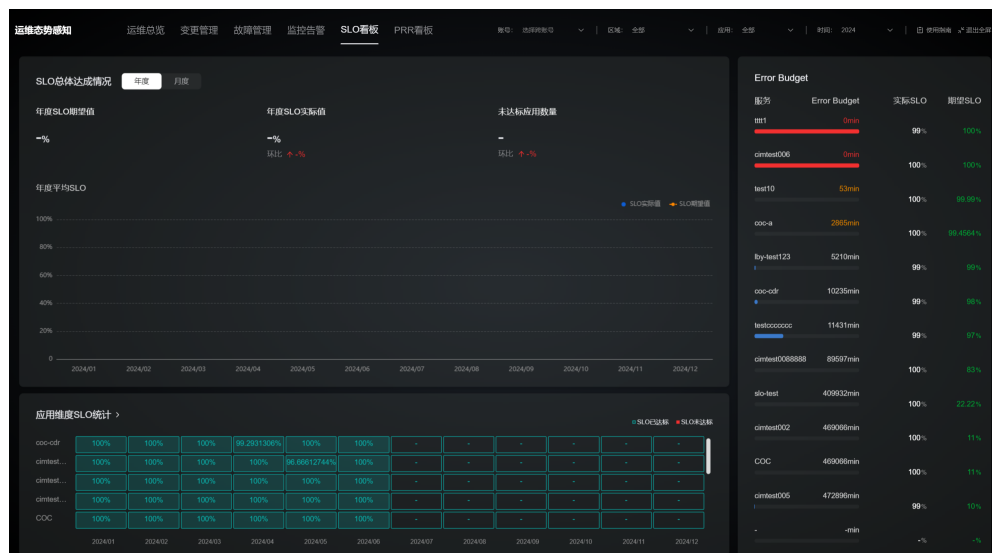 运维态势感知 运维总览 变更管理 故障管理 监控告警 SLO看板 PRR看板 账号: 选择账号 区域: 全部 应用: 全部 时间: 2024 使用指南 退出全屏
SLO总体达成情况 年度 月度
年度SLO期望值 年度SLO实际值 未达标应用数量
-% -% -
环比 ↑ -% 环比 ↑ -%
年度平均SLO
SLO实际值 SLO期望值
100%
80%
60%
40%
20%
0
2024/01 2024/02 2024/03 2024/04 2024/05 2024/06 2024/07 2024/08 2024/09 2024/10 2024/11 2024/12
应用维度SLO统计 >
SLO已达标 SLO未达标
coc-cdr 100% 100% 100% 99.2931306% 100% 100% - - - - - -
cimtest... 100% 100% 100% 100% 96.66612744% 100% - - - - - -
cimtest... 100% 100% 100% 100% 100% 100% - - - - - -
cimtest... 100% 100% 100% 100% 100% 100% - - - - - -
COC 100% 100% 100% 100% 100% 100% - - - - - -
2024/01 2024/02 2024/03 2024/04 2024/05 2024/06 2024/07 2024/08 2024/09 2024/10 2024/11 2024/12
Error Budget
服务 Error Budget 实际SLO 期望SLO
tttt1 0min
99% 100%
cimtest006 0min
100% 100%
test10 53min
100% 99.99%
coc-a 2865min
100% 99.4564%
lby-test123 5210min
99% 99%
coc-cdr 10235min
99% 98%
testccccccc 11431min
99% 97%
cimtest0088888 89597min
100% 83%
slo-test 409932min
100% 22.22%
cimtest002 469066min
100% 11%
COC 469066min
100% 11%
cimtest005 472896min
99% 10%
- -min
-% -%